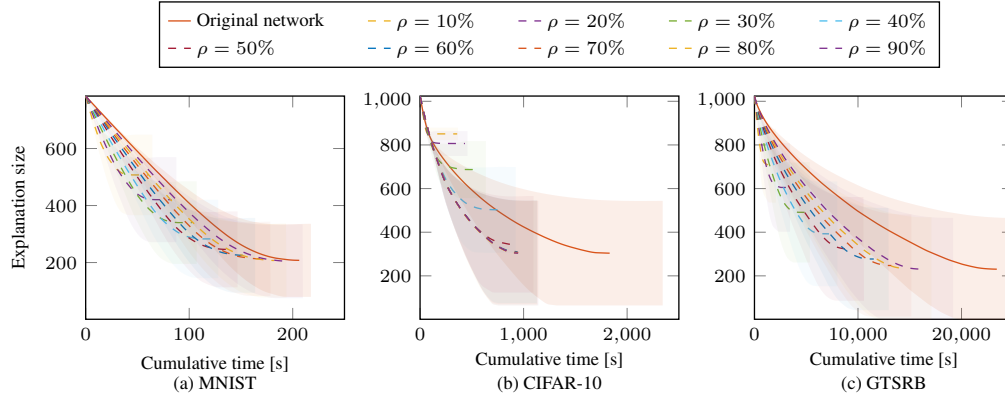 Original network ρ = 10% ρ = 20% ρ = 30% ρ = 40%
ρ = 50% ρ = 60% ρ = 70% ρ = 80% ρ = 90%
Explanation size
600
400
200
0 100 200
Cumulative time [s]
(a) MNIST
1,000
800
600
400
200
0 1,000 2,000
Cumulative time [s]
(b) CIFAR-10
1,000
800
600
400
200
0 10,000 20,000
Cumulative time [s]
(c) GTSRB